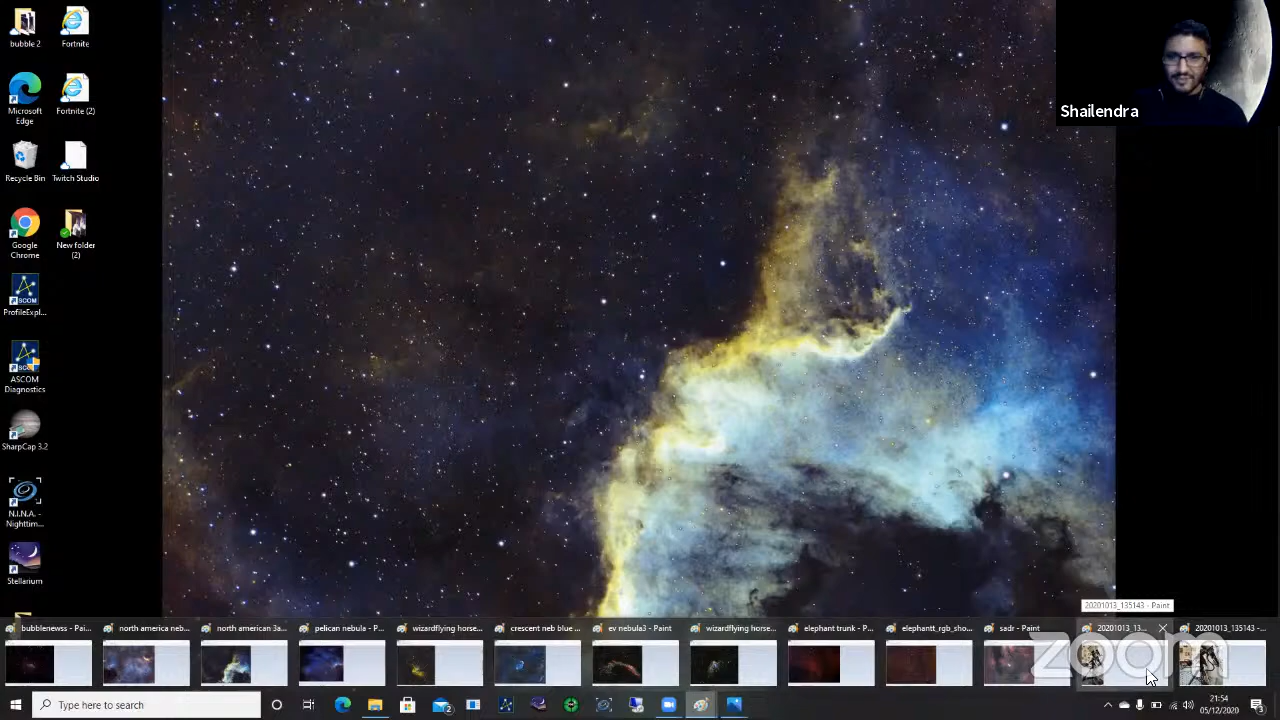 bubble 2
Fortnite
Microsoft
Edge
Fortnite (2)
Recycle Bin
Twitch Studio
Google
Chrome
New folder
(2)
ProfileExpl...
ASCOM
Diagnostics
SharpCap 3.2
N.I.N.A. -
Nighttim...
Stellarium
Shailendra
20201013_135143 - Paint
bubblenewss - Pai...
north america neb...
north american 3a...
pelican nebula - P...
wizardflying horse...
crescent neb blue ...
ev nebula3 - Paint
wizardflying horse...
elephant trunk - P...
elephantt_rgb_sho...
sadr - Paint
20201013_13...
20201013_135143 -...
zoom
Type here to search
21:54
05/12/2020